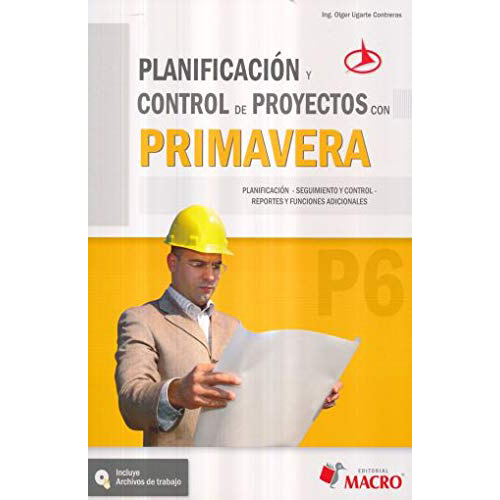 Ing. Olger Ugarte Contreras
PLANIFICACIÓN Y
CONTROL DE PROYECTOS CON
PRIMAVERA
PLANIFICACIÓN - SEGUIMIENTO Y CONTROL -
REPORTES Y FUNCIONES ADICIONALES
P6
Incluye
Archivos de trabajo
EDITORIAL
MACRO®